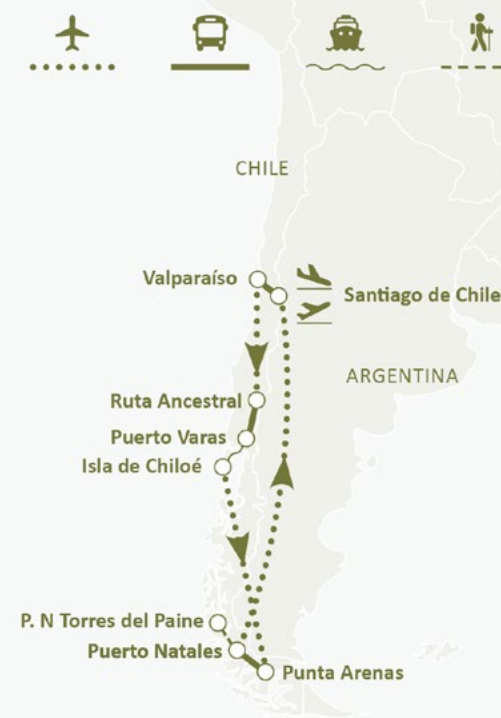 CHILE
Valparaíso
Santiago de Chile
ARGENTINA
Ruta Ancestral
Puerto Varas
Isla de Chiloé
P. N Torres del Paine
Puerto Natales
Punta Arenas